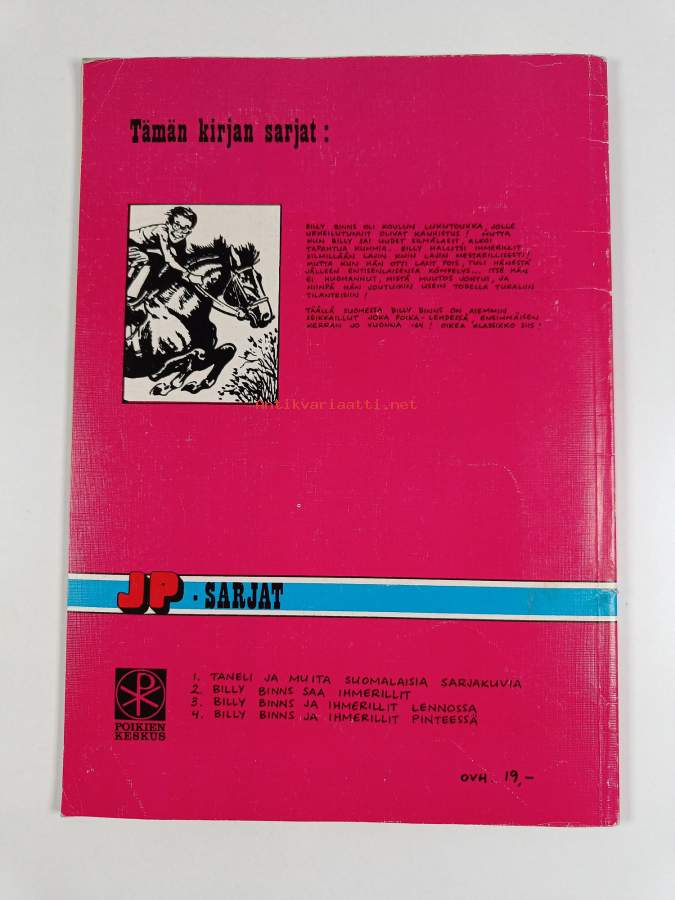 Tämän kirjan sarjat:
BILLY BINNS OLI KOULUN LUKUTOUKKA, JOLLE
URHEILUTUNNIT OLIVAT KAUHISTUS! MUTTA
KUN BILLY SAI UUDET SILMÄLASIT, ALKOI
TAPAHTUA KUMMIA. BILLY HALLITSI IHMERILLIT
SILMILLÄÄN LAJIN KUIN LAJIN MESTARILLISESTI!
MUTTA KUN HÄN OTTI LASIT POIS, TULI HÄNESTÄ
JÄLLEEN ENTISENLAISENSA KÖMPELYS... ITSE HÄN
EI HUOMANNUT, MISTÄ MUUTOS JOHTUI, JA
NIINPÄ HÄN JOUTUIKIN USEIN TODELLA TUKALIIN
TILANTEISIIN!
TÄÄLLÄ SUOMESSA BILLY BINNS ON AIEMMIN
SEIKKAILLUT JOKA POIKA-LEHDESSÄ, ENSIMMÄISEN
KERRAN JO VUONNA -64! OIKEA KLASSIKKO SIIS!
antikvariaatti.net
JP-SARJAT
1. TANELI JA MUITA SUOMALAISIA SARJAKUVIA
2. BILLY BINNS SAA IHMERILLIT
3. BILLY BINNS JA IHMERILLIT LENNOSSA
4. BILLY BINNS JA IHMERILLIT PINTEESSÄ
POIKIEN
KESKUS
OVH. 19,-